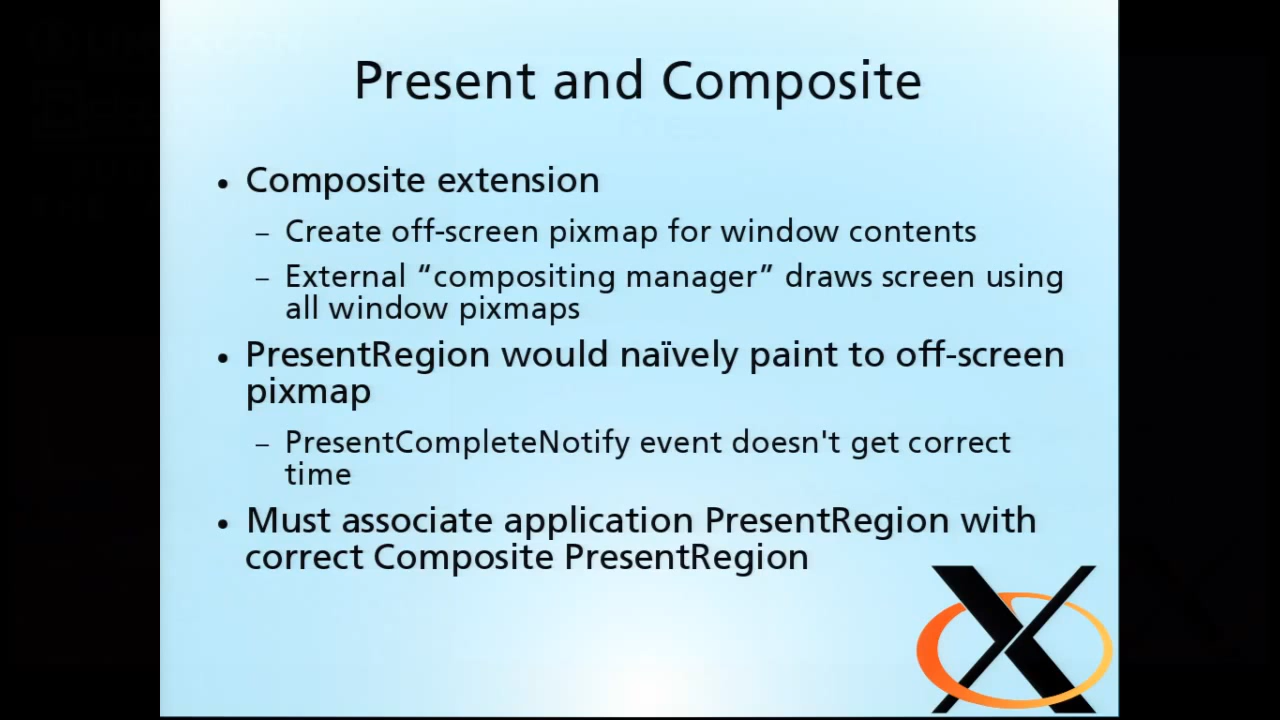 Present and Composite
• Composite extension
– Create off-screen pixmap for window contents
– External “compositing manager” draws screen using
all window pixmaps
• PresentRegion would naïvely paint to off-screen
pixmap
– PresentCompleteNotify event doesn't get correct
time
• Must associate application PresentRegion with
correct Composite PresentRegion